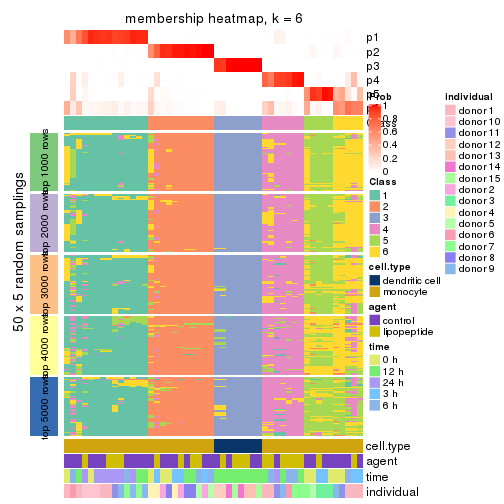 membership heatmap, k = 6
p1
p2
p3
p4
p5
Class
50 x 5 random samplings
top 1000 rows
top 2000 rows
top 3000 rows
top 4000 rows
top 5000 rows
cell.type
agent
time
individual
Prob
1
0.8
0.6
0.4
0.2
0
Class
1
2
3
4
5
6
cell.type
dendritic cell
monocyte
agent
control
lipopeptide
time
0 h
12 h
24 h
3 h
6 h
individual
donor 1
donor 10
donor 11
donor 12
donor 13
donor 14
donor 15
donor 2
donor 3
donor 4
donor 5
donor 6
donor 7
donor 8
donor 9